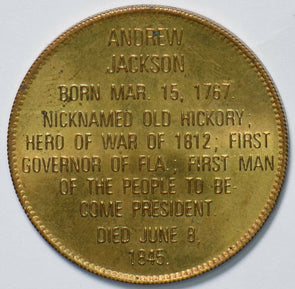 ANDREW
JACKSON
BORN MAR. 15, 1767.
NICKNAMED OLD HICKORY;
HERO OF WAR OF 1812; FIRST
GOVERNOR OF FLA.; FIRST MAN
OF THE PEOPLE TO BE-
COME PRESIDENT.
DIED JUNE 8,
1845.